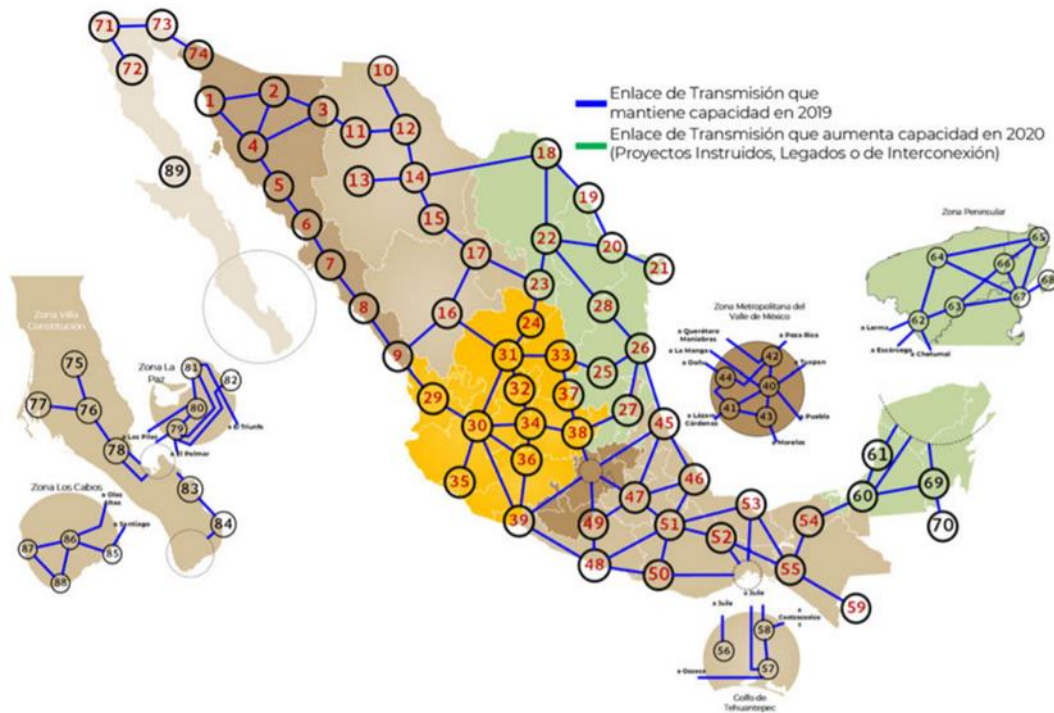 71
73
72
74
10
1
2
3
11
12
4
13
14
18
89
5
15
19
6
17
22
20
7
23
21
16
28
8
24
9
31
33
26
32
25
29
37
27
30
34
38
45
35
36
39
47
46
49
51
53
48
52
54
50
55
59
60
61
69
70
Enlace de Transmisión que
mantiene capacidad en 2019
Enlace de Transmisión que aumenta capacidad en 2020
(Proyectos Instruidos, Legados o de Interconexión)
Zona Peninsular
65
64
66
68
67
63
62
a Lerma
a Escárcega
a Chetumal
Zona Metropolitana del
Valle de México
a Querétaro
Maniobras
a Poza Rica
a La Manga
a Tuxpan
42
44
40
41
43
a Lázaro
Cárdenas
a Puebla
a Morelos
Zona Villa
Constitución
75
77
76
78
83
84
Zona La
Paz
81
82
80
79
a Los Pilas
a El Triunfo
a El Palmar
Zona Los Cabos
a Olas
Altas
a Santiago
87
86
85
88
a Jule
a Jule
58
56
57
a Oaxaca
Golfo de
Tehuantepec